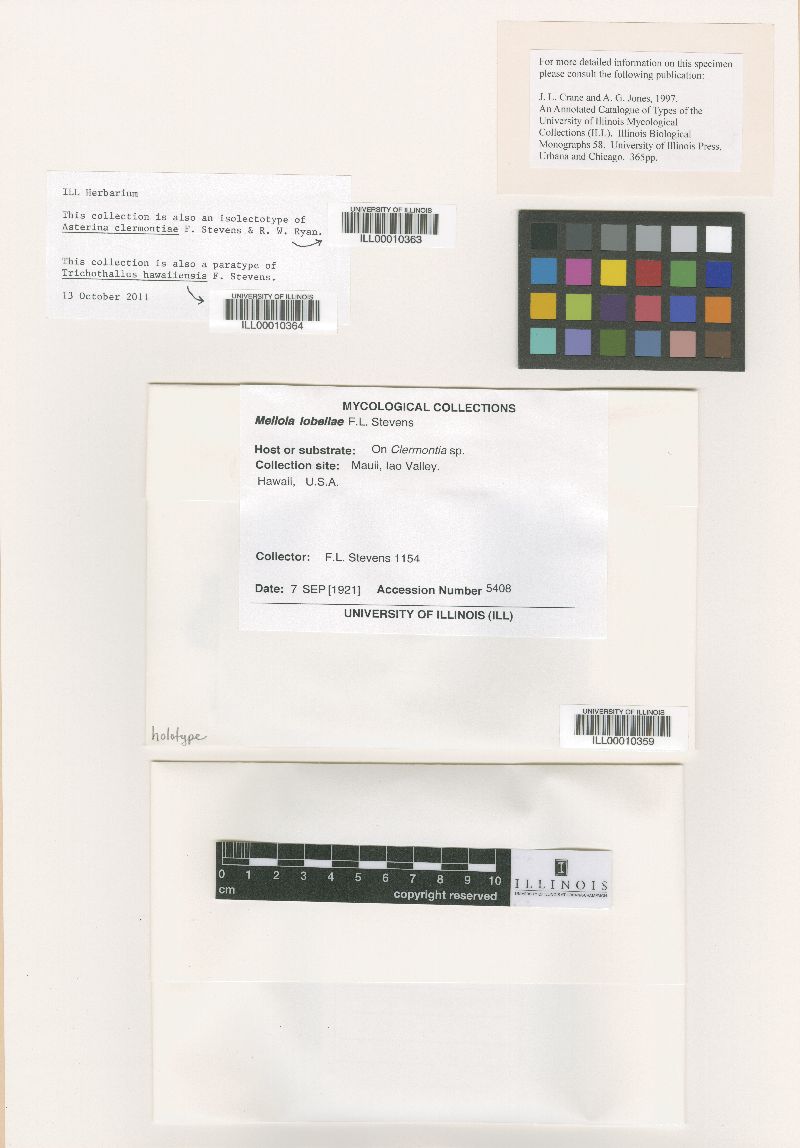 For more detailed information on this specimen
please consult the following publication:
J. L. Crane and A. G. Jones, 1997.
An Annotated Catalogue of Types of the
University of Illinois Mycological
Collections (ILL). Illinois Biological
Monographs 58. University of Illinois Press,
Urbana and Chicago. 365pp.
ILL Herbarium
This collection is also an isolectotype of
Asterina clermontiae F. Stevens & R. W. Ryan.
UNIVERSITY OF ILLINOIS
ILL00010363
This collection is also a paratype of
Trichothallus hawaiiensis F. Stevens.
13 October 2011
UNIVERSITY OF ILLINOIS
ILL00010364
MYCOLOGICAL COLLECTIONS
Meliola lobeliae F.L. Stevens
Host or substrate: On Clermontia sp.
Collection site: Mauii, Iao Valley.
Hawaii, U.S.A.
Collector: F.L. Stevens 1154
Date: 7 SEP [1921] Accession Number 5408
UNIVERSITY OF ILLINOIS (ILL)
holotype
UNIVERSITY OF ILLINOIS
ILL00010359
0 1 2 3 4 5 6 7 8 9 10
cm
copyright reserved
I
ILLINOIS